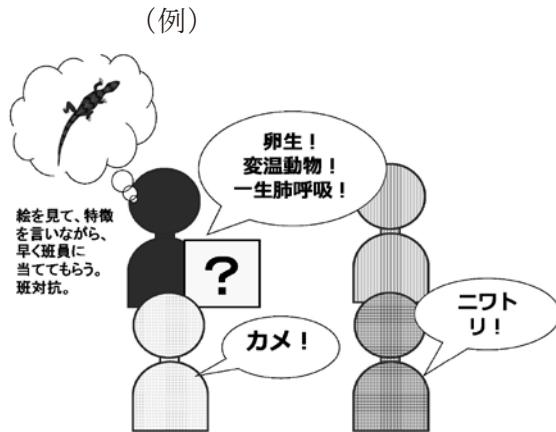 (例)
卵生！
変温動物！
一生肺呼吸！
絵を見て、特徴
を言いながら、
早く班員に
当ててもらう。
班対抗。
?
カメ！
ニワト
リ！